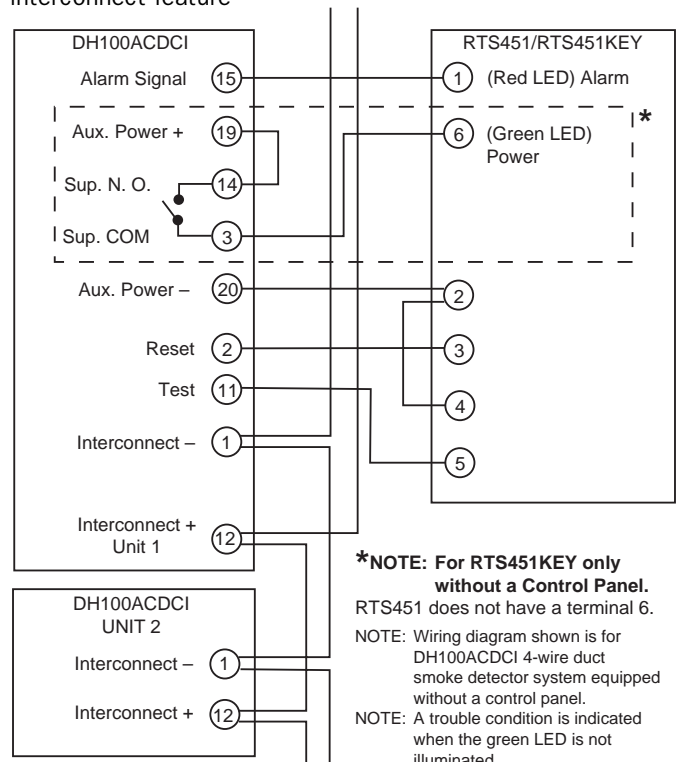 interconnect feature
DH100ACDCI
Alarm Signal 15
Aux. Power + 19
Sup. N. O. 14
Sup. COM 3
Aux. Power – 20
Reset 2
Test 11
Interconnect – 1
Interconnect + 12
Unit 1
RTS451/RTS451KEY
1 (Red LED) Alarm
*
6 (Green LED)
Power
2
3
4
5
DH100ACDCI
UNIT 2
Interconnect – 1
Interconnect + 12
*NOTE: For RTS451KEY only
without a Control Panel.
RTS451 does not have a terminal 6.
NOTE: Wiring diagram shown is for
DH100ACDCI 4-wire duct
smoke detector system equipped
without a control panel.
NOTE: A trouble condition is indicated
when the green LED is not
illuminated